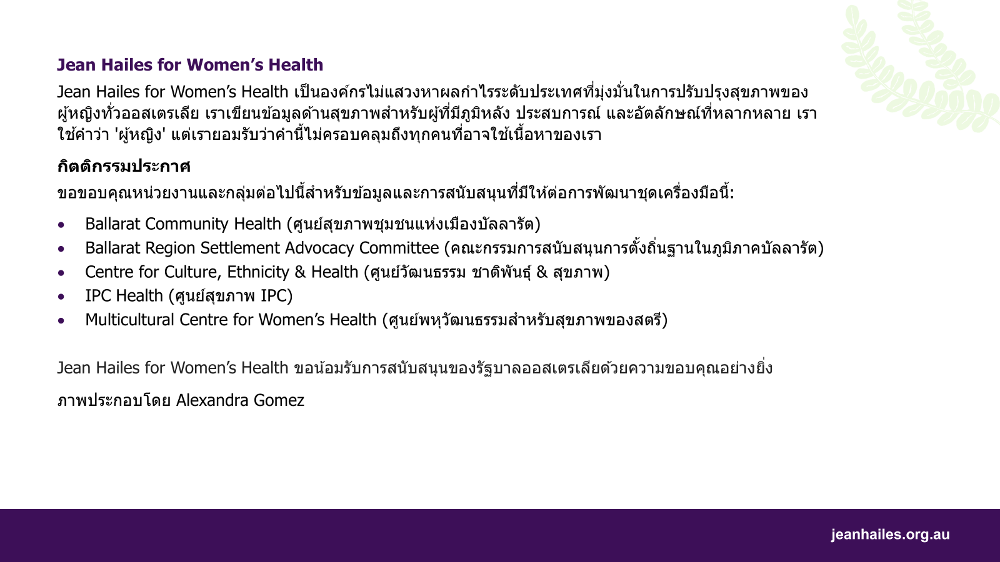 Jean Hailes for Women’s Health
Jean Hailes for Women’s Health เป็นองค์กรไม่แสวงหาผลกำไรระดับประเทศที่มุ่งมั่นในการปรับปรุงสุขภาพของ
ผู้หญิงทั่วออสเตรเลีย เราเขียนข้อมูลด้านสุขภาพสำหรับผู้ที่มีภูมิหลัง ประสบการณ์ และอัตลักษณ์ที่หลากหลาย เรา
ใช้คำว่า 'ผู้หญิง' แต่เรายอมรับว่าคำนี้ไม่ครอบคลุมถึงทุกคนที่อาจใช้เนื้อหาของเรา
กิตติกรรมประกาศ
ขอขอบคุณหน่วยงานและกลุ่มต่อไปนี้สำหรับข้อมูลและการสนับสนุนที่มีให้ต่อการพัฒนาชุดเครื่องมือนี้:
• Ballarat Community Health (ศูนย์สุขภาพชุมชนแห่งเมืองบัลลารัต)
• Ballarat Region Settlement Advocacy Committee (คณะกรรมการสนับสนุนการตั้งถิ่นฐานในภูมิภาคบัลลารัต)
• Centre for Culture, Ethnicity & Health (ศูนย์วัฒนธรรม ชาติพันธุ์ & สุขภาพ)
• IPC Health (ศูนย์สุขภาพ IPC)
• Multicultural Centre for Women’s Health (ศูนย์พหุวัฒนธรรมสำหรับสุขภาพของสตรี)
Jean Hailes for Women’s Health ขอน้อมรับการสนับสนุนของรัฐบาลออสเตรเลียด้วยความขอบคุณอย่างยิ่ง
ภาพประกอบโดย Alexandra Gomez
jeanhailes.org.au